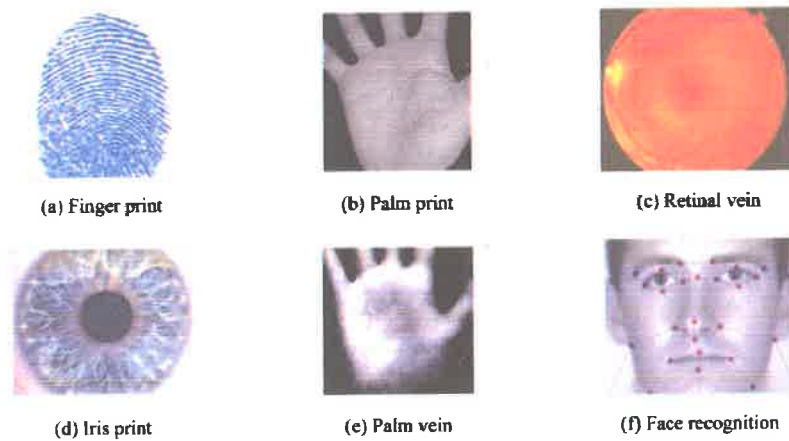 (a) Finger print
(b) Palm print
(c) Retinal vein
(d) Iris print
(e) Palm vein
(f) Face recognition